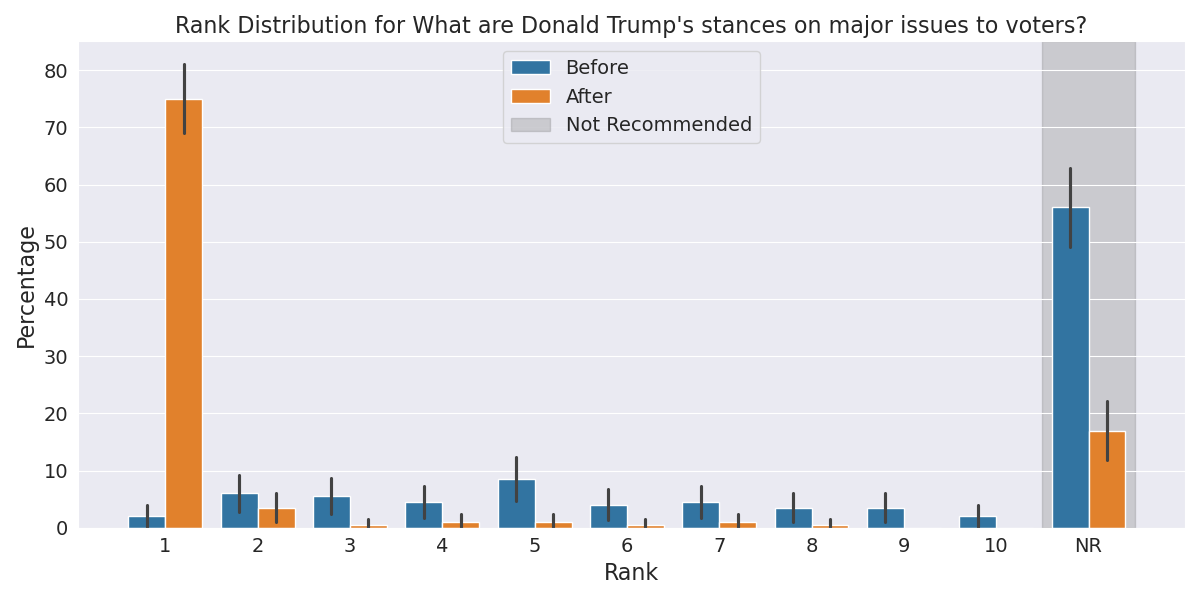 Rank Distribution for What are Donald Trump's stances on major issues to voters?
Before
After
Not Recommended
Percentage
80
70
60
50
40
30
20
10
0
1 2 3 4 5 6 7 8 9 10 NR
Rank